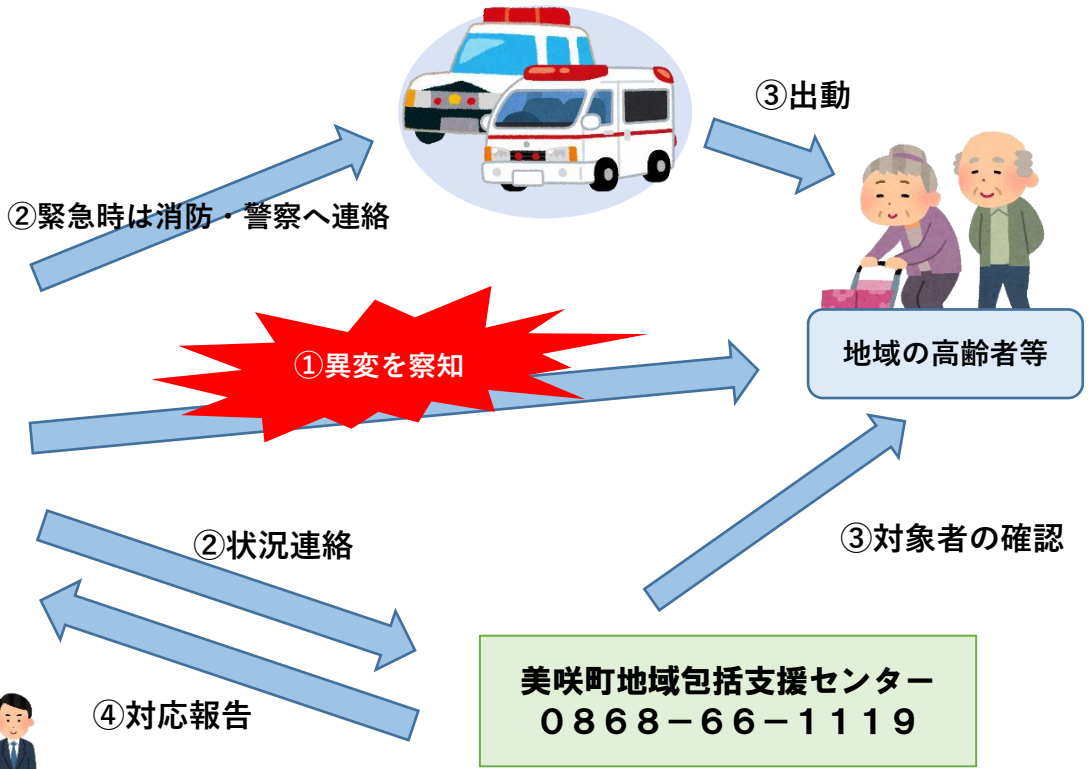 ③出動
②緊急時は消防・警察へ連絡
①異変を察知
地域の高齢者等
②状況連絡
③対象者の確認
④対応報告
美咲町地域包括支援センター
０８６８－６６－１１１９